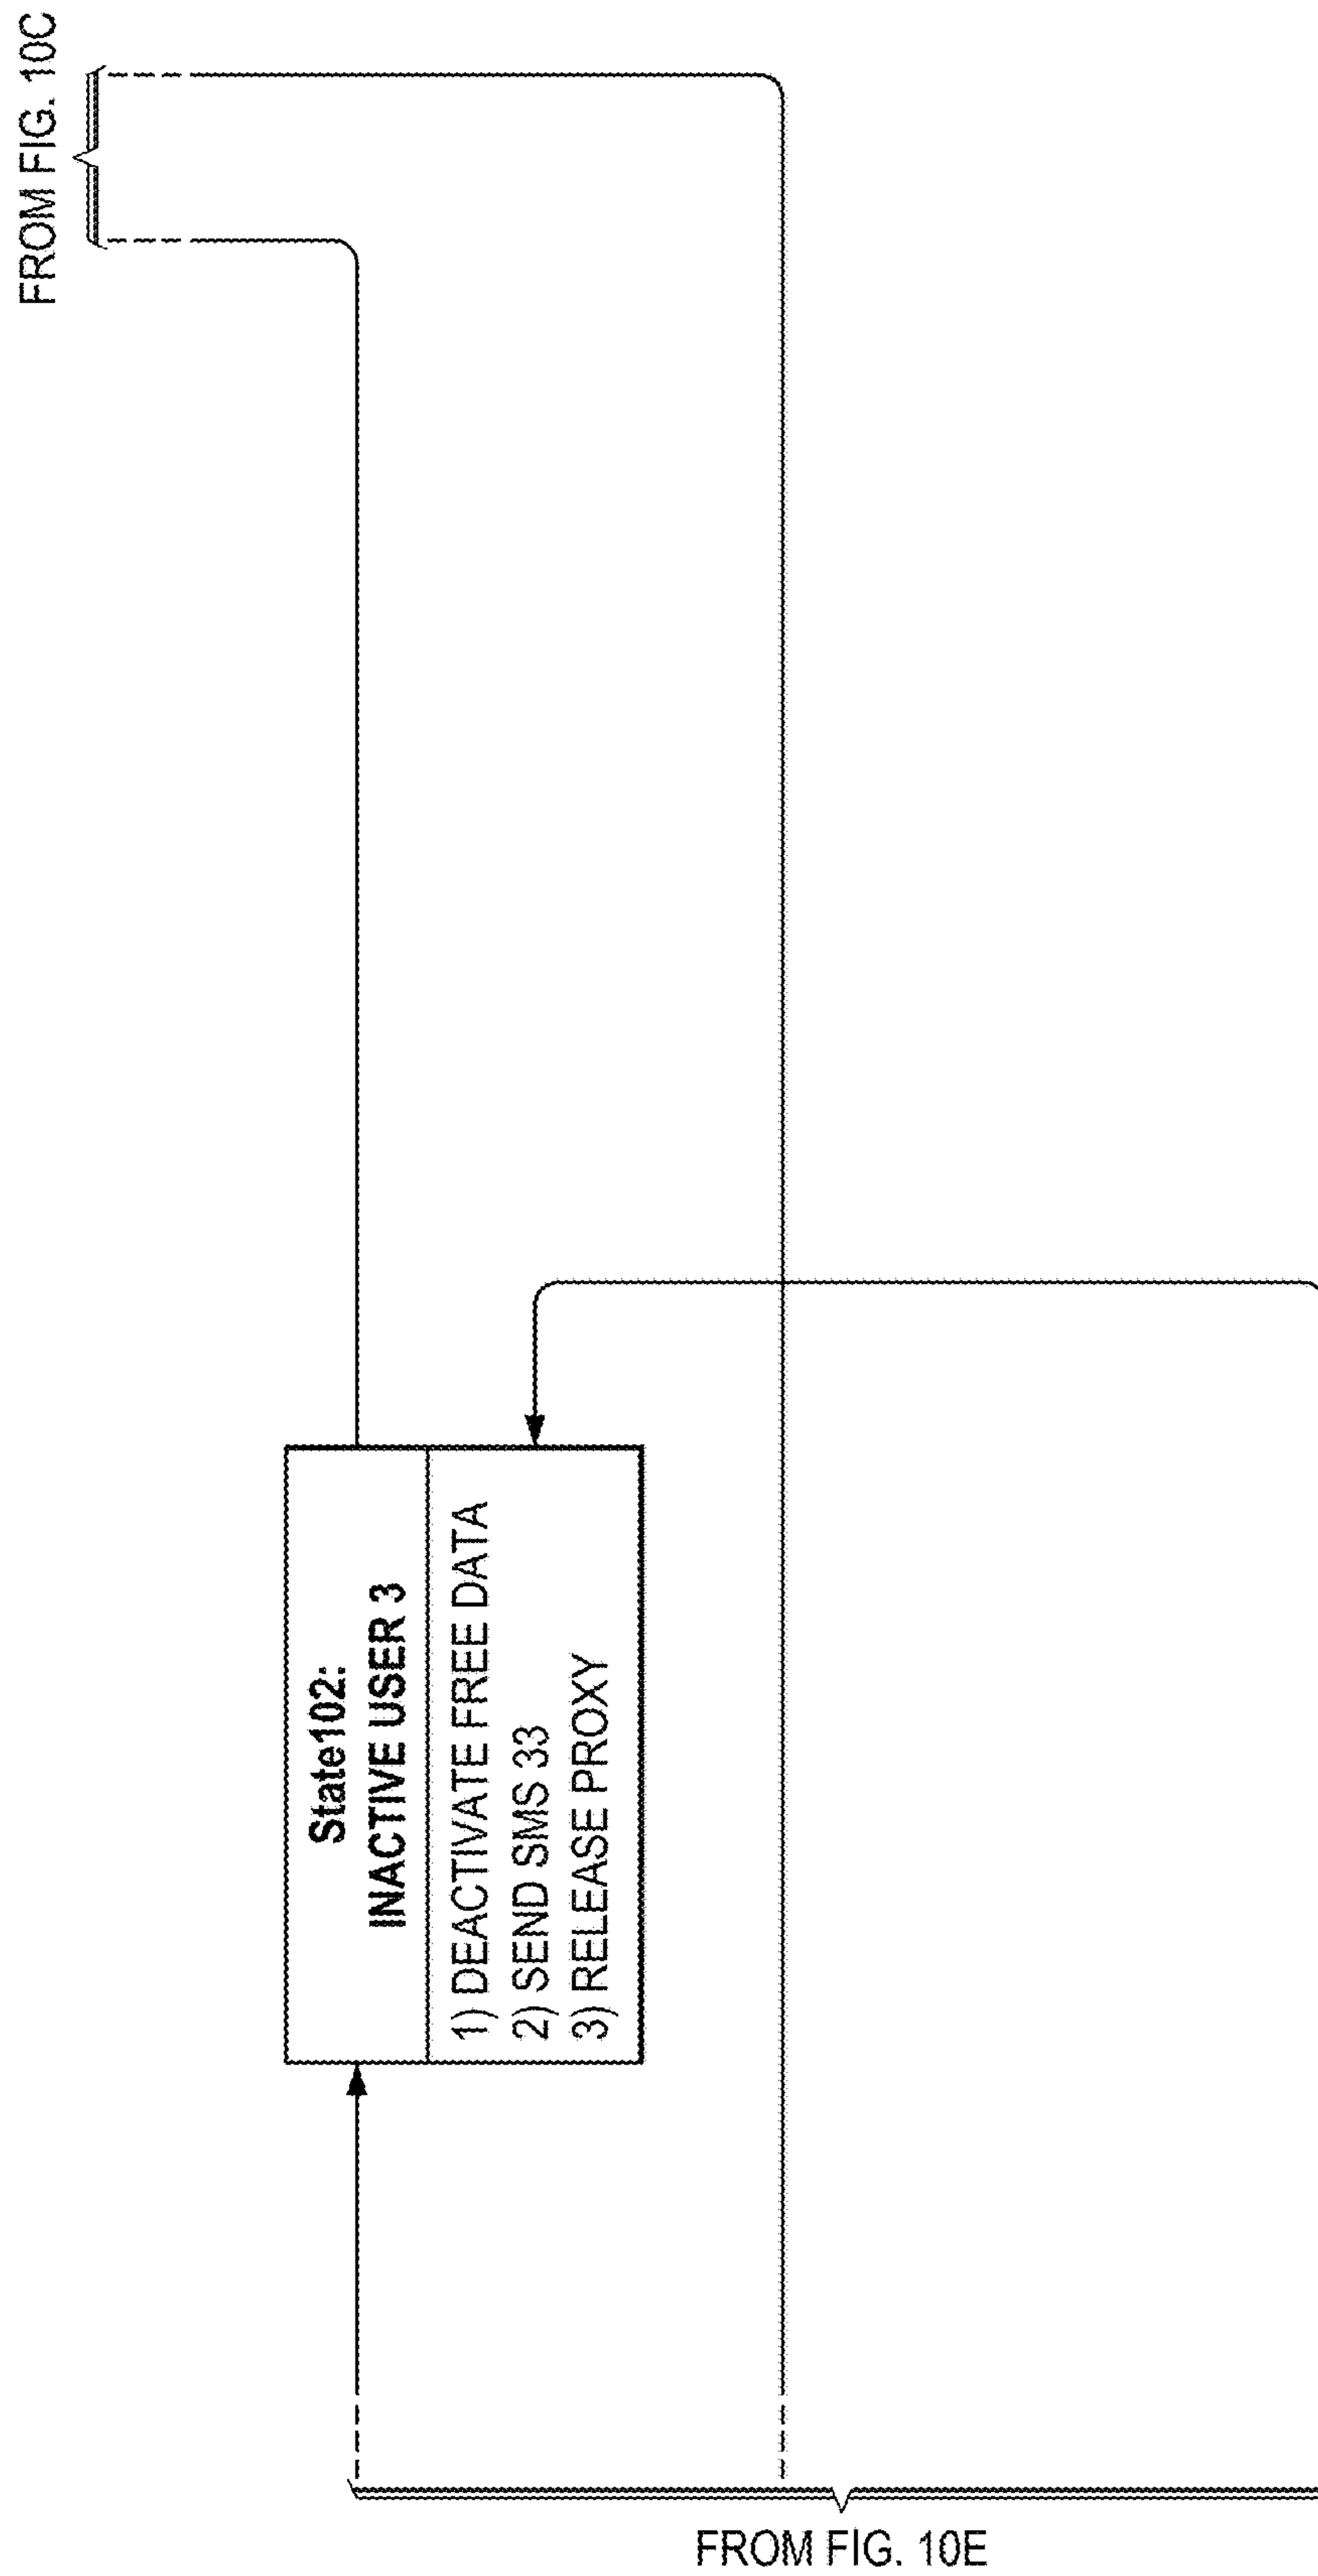 FROM FIG. 10C
State102:
INACTIVE USER 3
1) DEACTIVATE FREE DATA
2) SEND SMS 33
3) RELEASE PROXY
FROM FIG. 10E